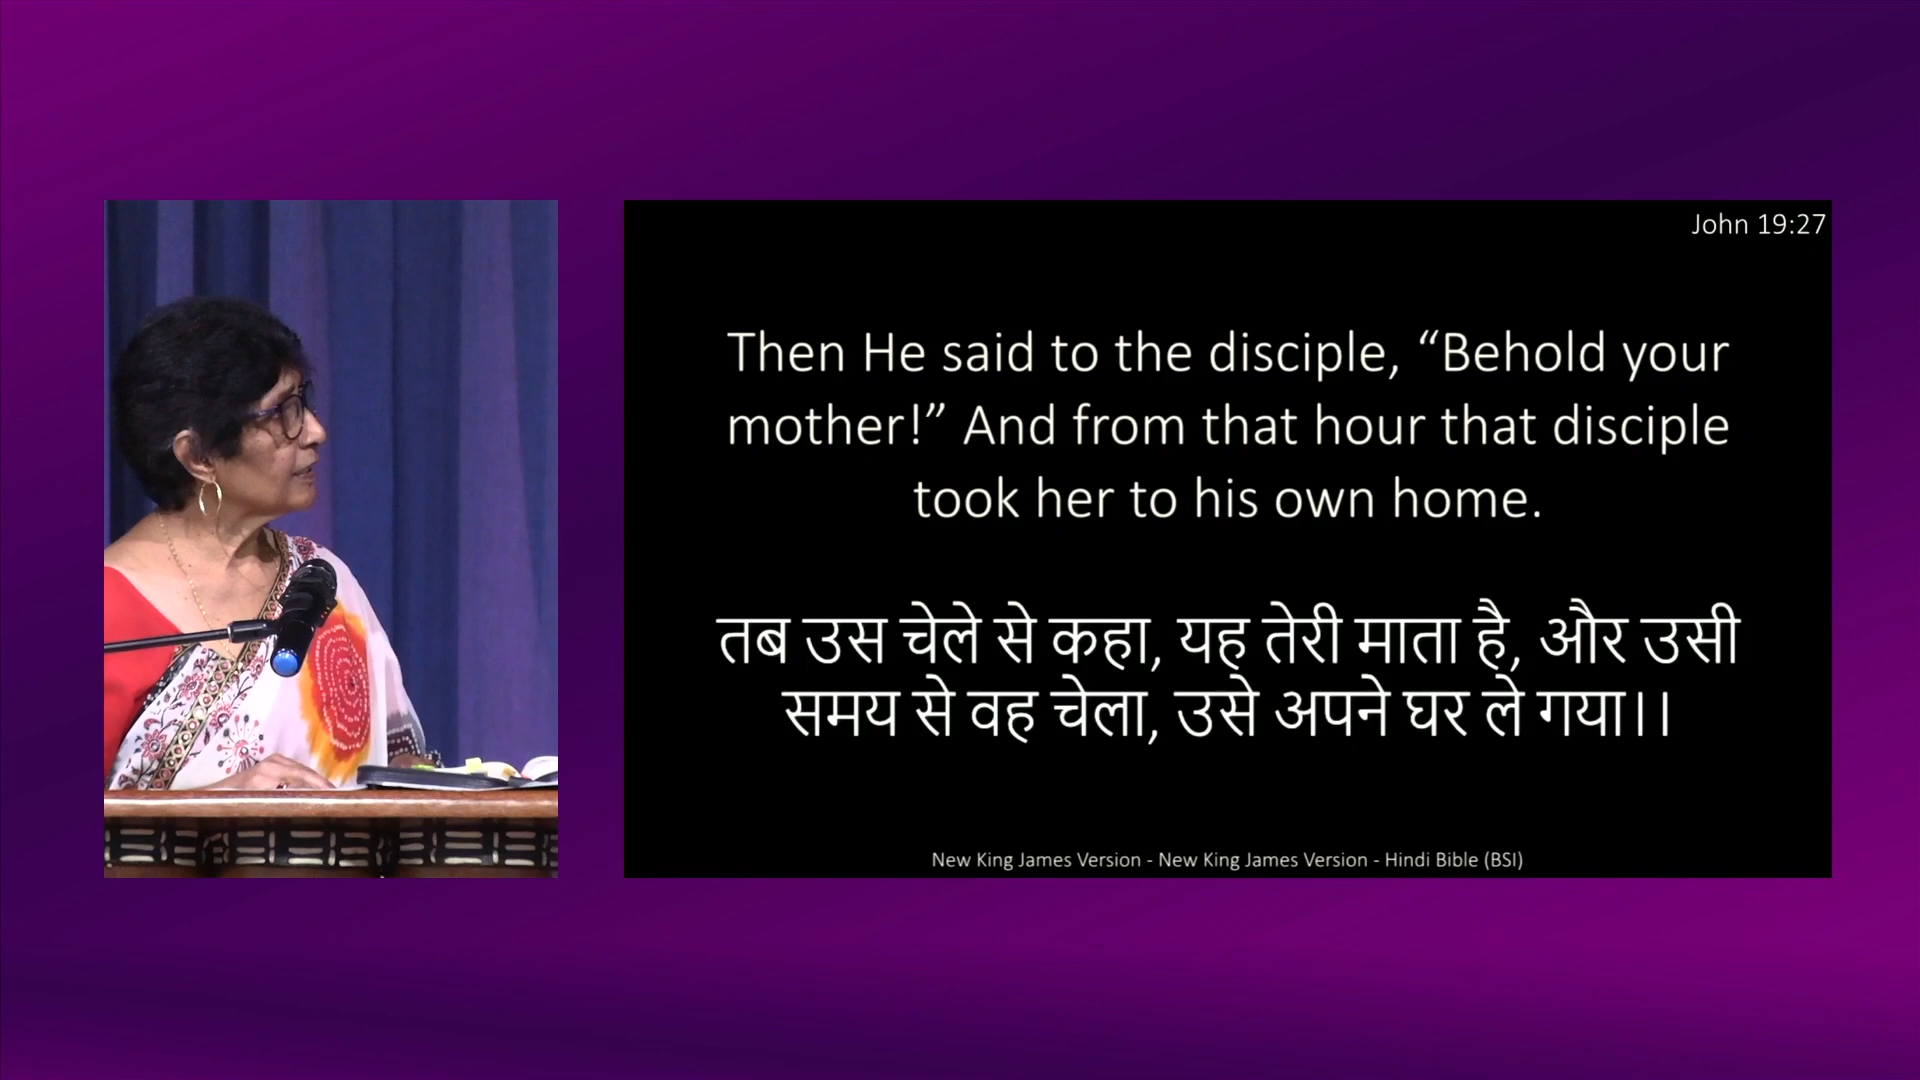 John 19:27
Then He said to the disciple, “Behold your
mother!” And from that hour that disciple
took her to his own home.
तब उस चेले से कहा, यह तेरी माता है, और उसी
समय से वह चेला, उसे अपने घर ले गया।।
New King James Version - New King James Version - Hindi Bible (BSI)